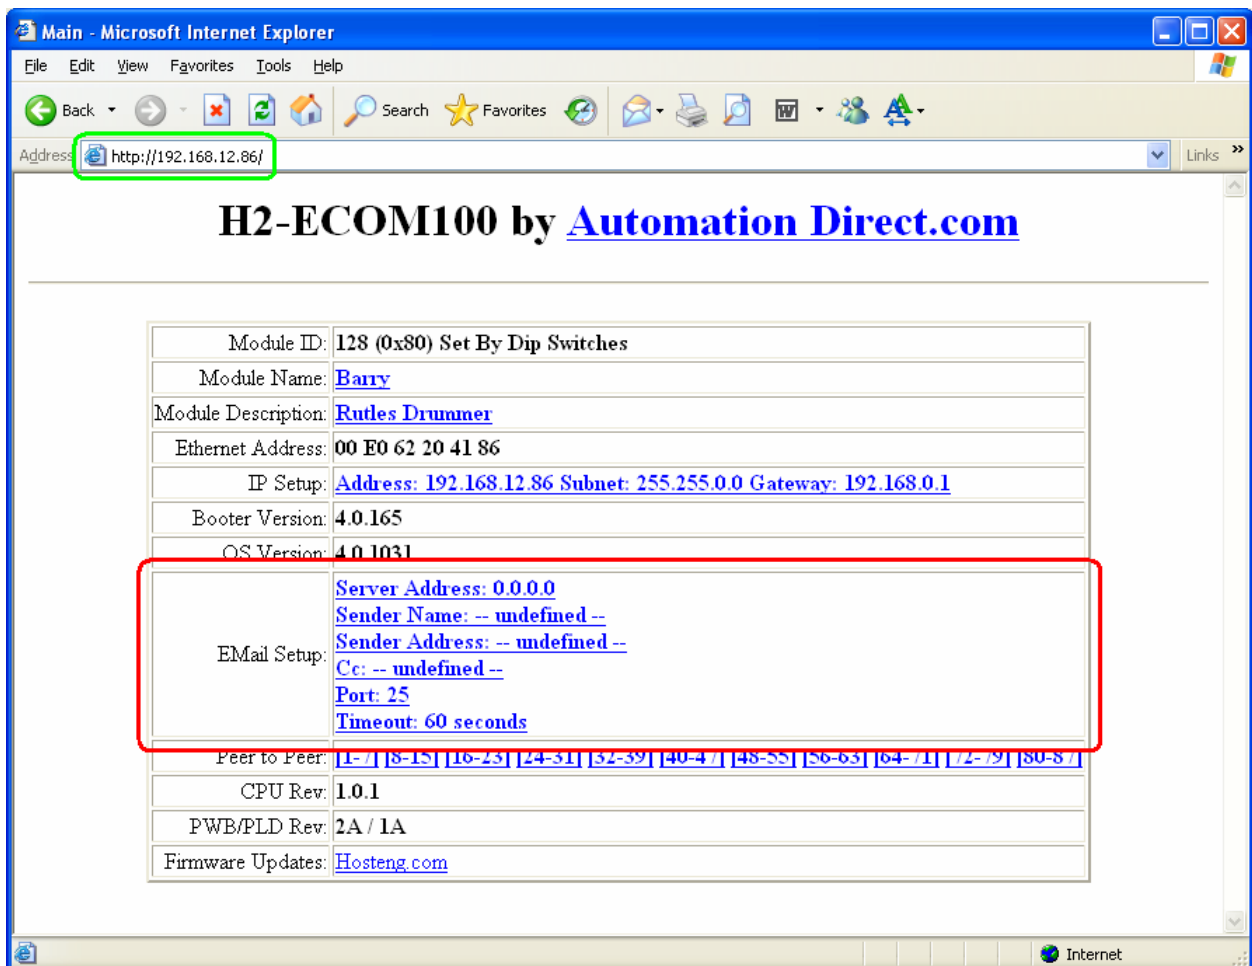 Main - Microsoft Internet Explorer
File Edit View Favorites Tools Help
Back Search Favorites
Address http://192.168.12.86/ Links »
H2-ECOM100 by Automation Direct.com
Module ID: 128 (0x80) Set By Dip Switches
Module Name: Barry
Module Description: Rutles Drummer
Ethernet Address: 00 E0 62 20 41 86
IP Setup: Address: 192.168.12.86 Subnet: 255.255.0.0 Gateway: 192.168.0.1
Booter Version: 4.0.165
OS Version: 4.0.1031
EMail Setup:
Server Address: 0.0.0.0
Sender Name: -- undefined --
Sender Address: -- undefined --
Cc: -- undefined --
Port: 25
Timeout: 60 seconds
Peer to Peer: [1-7] [8-15] [16-23] [24-31] [32-39] [40-47] [48-55] [56-63] [64-71] [72-79] [80-87]
CPU Rev: 1.0.1
PWB/PLD Rev: 2A / 1A
Firmware Updates: Hosteng.com
Internet